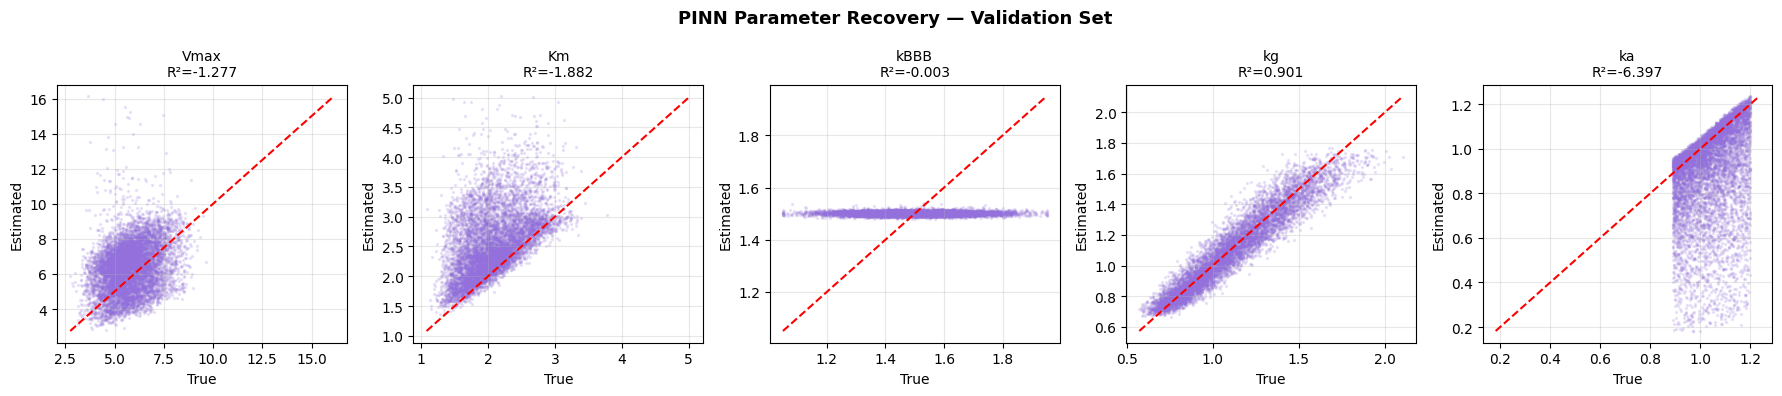 PINN Parameter Recovery — Validation Set
Vmax
R²=-1.277
16
14
12
10
8
6
4
Estimated
2.5 5.0 7.5 10.0 12.5 15.0
True
Km
R²=-1.882
5.0
4.5
4.0
3.5
3.0
2.5
2.0
1.5
1.0
Estimated
1 2 3 4 5
True
kBBB
R²=-0.003
1.8
1.6
1.4
1.2
Estimated
1.2 1.4 1.6 1.8
True
kg
R²=0.901
2.0
1.8
1.6
1.4
1.2
1.0
0.8
0.6
Estimated
0.5 1.0 1.5 2.0
True
ka
R²=-6.397
1.2
1.0
0.8
0.6
0.4
0.2
Estimated
0.2 0.4 0.6 0.8 1.0 1.2
True